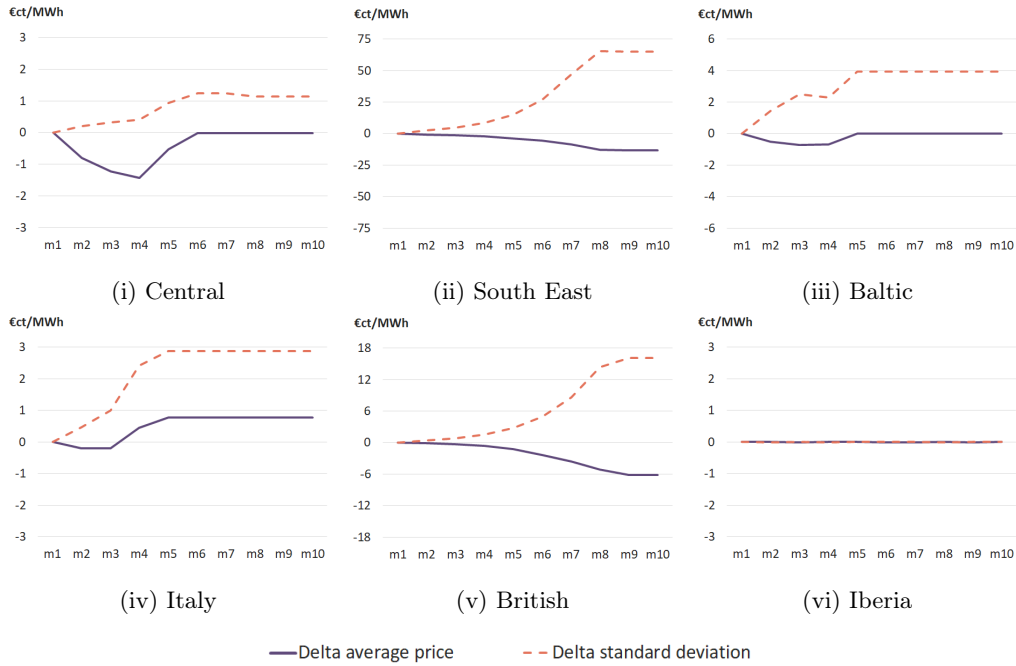 €ct/MWh
3
2
1
0
-1
-2
-3
m1 m2 m3 m4 m5 m6 m7 m8 m9 m10
(i) Central
€ct/MWh
75
50
25
0
-25
-50
-75
m1 m2 m3 m4 m5 m6 m7 m8 m9 m10
(ii) South East
€ct/MWh
6
4
2
0
-2
-4
-6
m1 m2 m3 m4 m5 m6 m7 m8 m9 m10
(iii) Baltic
€ct/MWh
3
2
1
0
-1
-2
-3
m1 m2 m3 m4 m5 m6 m7 m8 m9 m10
(iv) Italy
€ct/MWh
18
12
6
0
-6
-12
-18
m1 m2 m3 m4 m5 m6 m7 m8 m9 m10
(v) British
€ct/MWh
3
2
1
0
-1
-2
-3
m1 m2 m3 m4 m5 m6 m7 m8 m9 m10
(vi) Iberia
Delta average price
Delta standard deviation